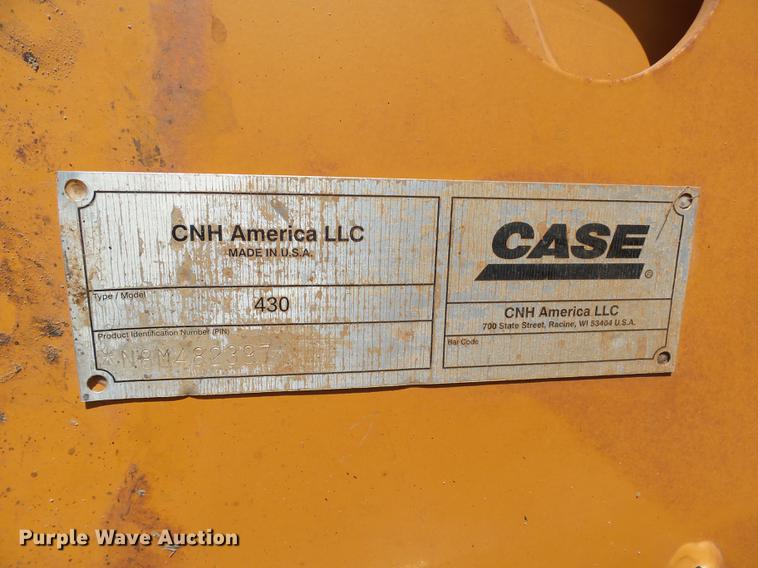 CNH America LLC
MADE IN U.S.A.
Type / Model
430
Product Identification Number (PIN)
*N8M482397*
CASE
®
CNH America LLC
700 State Street, Racine, WI 53404 U.S.A.
Bar Code
Purple Wave Auction